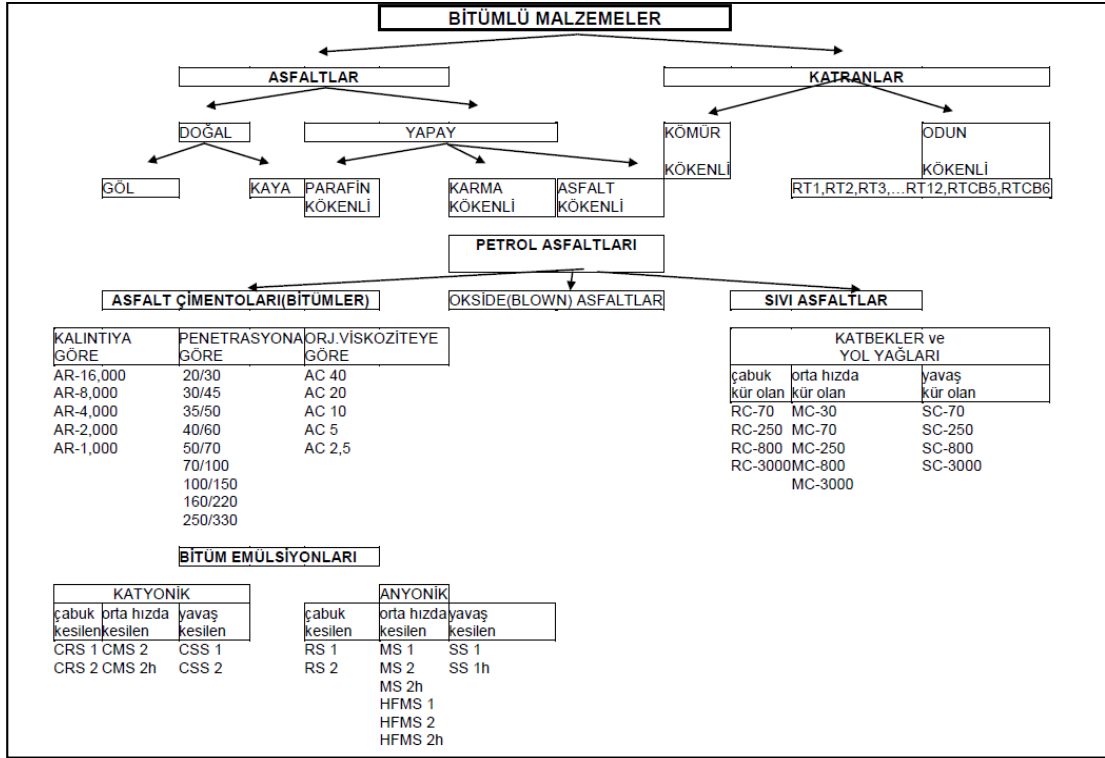 BİTÜMLÜ MALZEMELER
ASFALTLAR KATRANLAR
DOĞAL YAPAY KÖMÜR ODUN
KÖKENLİ KÖKENLİ
GÖL KAYA PARAFİN KARMA ASFALT RT1,RT2,RT3,...RT12,RTCB5,RTCB6
KÖKENLİ KÖKENLİ KÖKENLİ
PETROL ASFALTLARI
ASFALT ÇİMENTOLARI(BİTÜMLER) OKSİDE(BLOWN) ASFALTLAR SIVI ASFALTLAR
KALINTIYA PENETRASYONA ORJ.VİSKOZİTEYE KATBEKLER ve
GÖRE GÖRE GÖRE YOL YAĞLARI
AR-16,000 20/30 AC 40 çabuk orta hızda yavaş
AR-8,000 30/45 AC 20 kür olan kür olan kür olan
AR-4,000 35/50 AC 10 RC-70 MC-30 SC-70
AR-2,000 40/60 AC 5 RC-250 MC-70 SC-250
AR-1,000 50/70 AC 2,5 RC-800 MC-250 SC-800
70/100 RC-3000 MC-800 SC-3000
100/150 MC-3000
160/220
250/330
BİTÜM EMÜLSİYONLARI
KATYONİK ANYONİK
çabuk orta hızda yavaş çabuk orta hızda yavaş
kesilen kesilen kesilen kesilen kesilen kesilen
CRS 1 CMS 2 CSS 1 RS 1 MS 1 SS 1
CRS 2 CMS 2h CSS 2 RS 2 MS 2 SS 1h
MS 2h
HFMS 1
HFMS 2
HFMS 2h